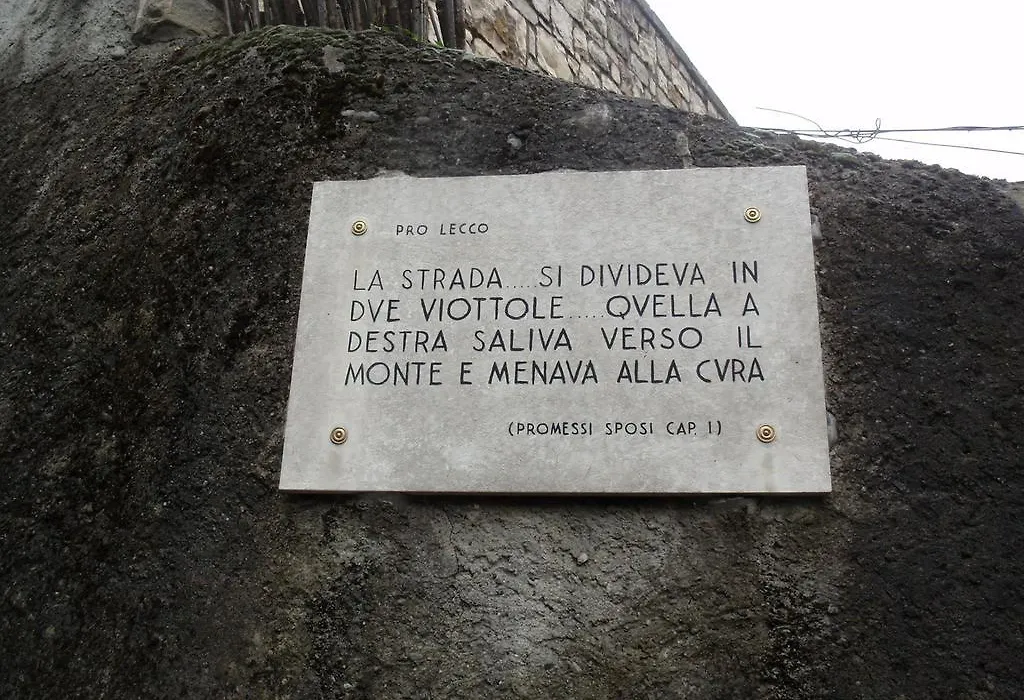 PRO LECCO
LA STRADA.....SI DIVIDEVA IN
DVE VIOTTOLE.....QVELLA A
DESTRA SALIVA VERSO IL
MONTE E MENAVA ALLA CVRA
(PROMESSI SPOSI CAP. I)